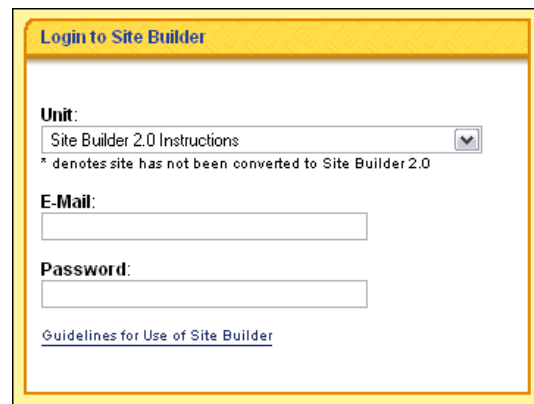 Login to Site Builder
Unit:
Site Builder 2.0 Instructions
* denotes site has not been converted to Site Builder 2.0
E-Mail:
Password:
Guidelines for Use of Site Builder